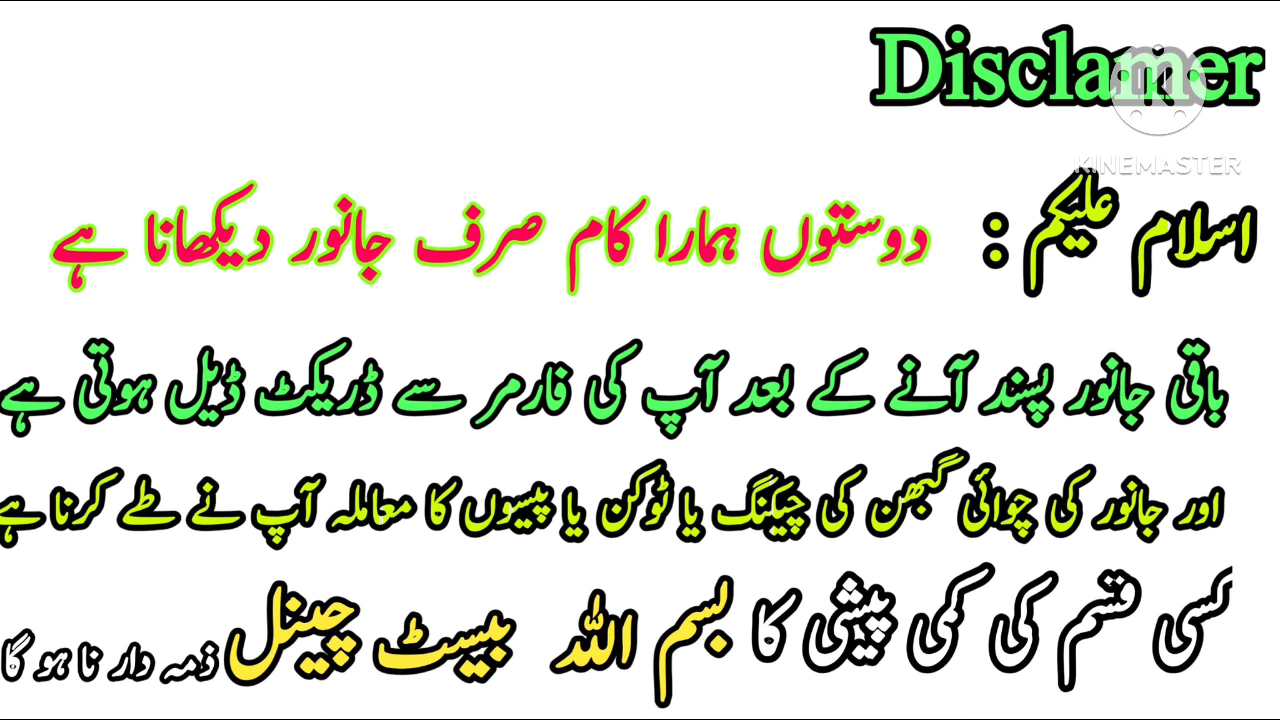 Disclamer
KINEMASTER
اسلام علیکم : دوستوں ہمارا کام صرف جانور دیکھانا ہے
باقی جانور پسند آنے کے بعد آپ کی فارمر سے ڈریکٹ ڈیل ہوتی ہے
اور جانور کی چوائی گبھن کی چیکنگ یا ٹوکن یا پیسوں کا معاملہ آپ نے طے کرنا ہے
کسی قسم کی کمی پیشی کا بسم اللہ بیسٹ چینل ذمہ دار نا ہو گا